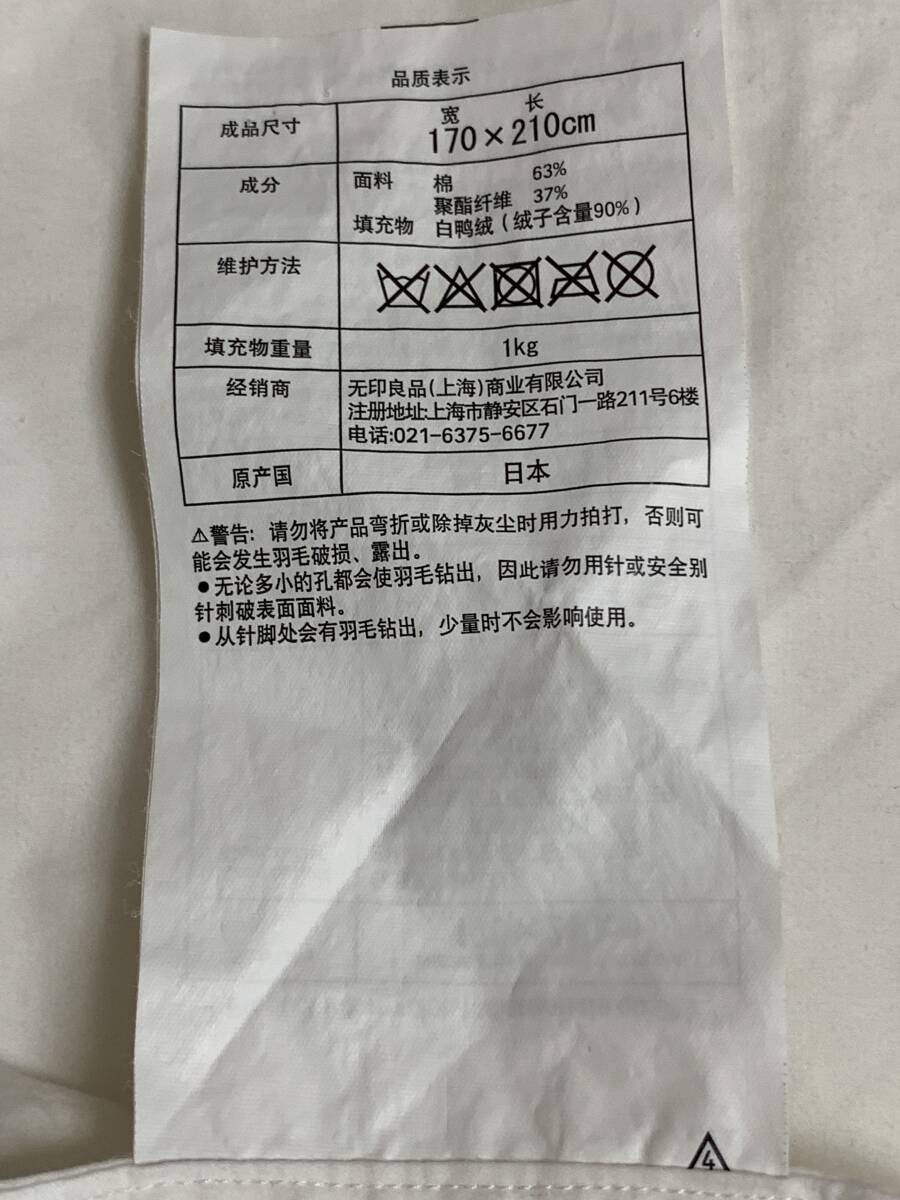 品质表示
成品尺寸
宽 长
170×210cm
成分
面料 棉 63%
聚酯纤维 37%
填充物 白鸭绒(绒子含量90%)
维护方法
填充物重量
1kg
经销商
无印良品(上海)商业有限公司
注册地址:上海市静安区石门一路211号6楼
电话:021-6375-6677
原产国
日本
⚠警告: 请勿将产品弯折或除掉灰尘时用力拍打, 否则可
能会发生羽毛破损、露出。
●无论多小的孔都会使羽毛钻出, 因此请勿用针或安全别
针刺破表面面料。
●从针脚处会有羽毛钻出, 少量时不会影响使用。
4